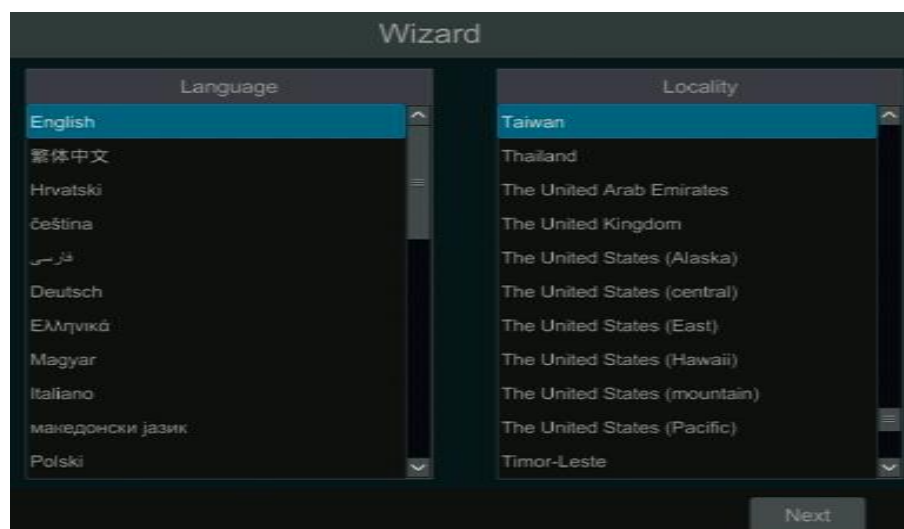 Wizard
Language
English
繁体中文
Hrvatski
čeština
فارسی
Deutsch
Ελληνικά
Magyar
Italiano
македонски јазик
Polski
Locality
Taiwan
Thailand
The United Arab Emirates
The United Kingdom
The United States (Alaska)
The United States (central)
The United States (East)
The United States (Hawaii)
The United States (mountain)
The United States (Pacific)
Timor-Leste
Next